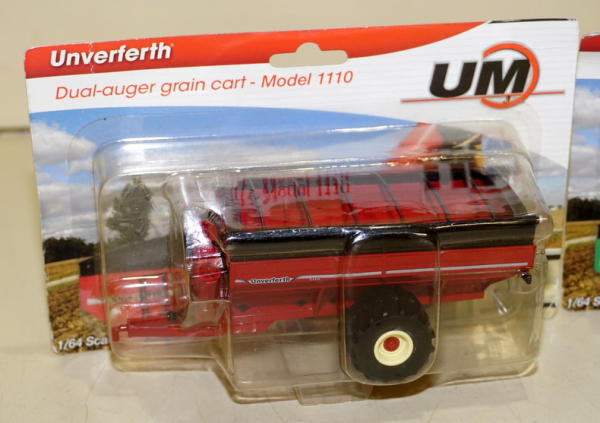 Unverferth®
Dual-auger grain cart - Model 1110
UM
Unverferth
1/64 Sca
1/64 S